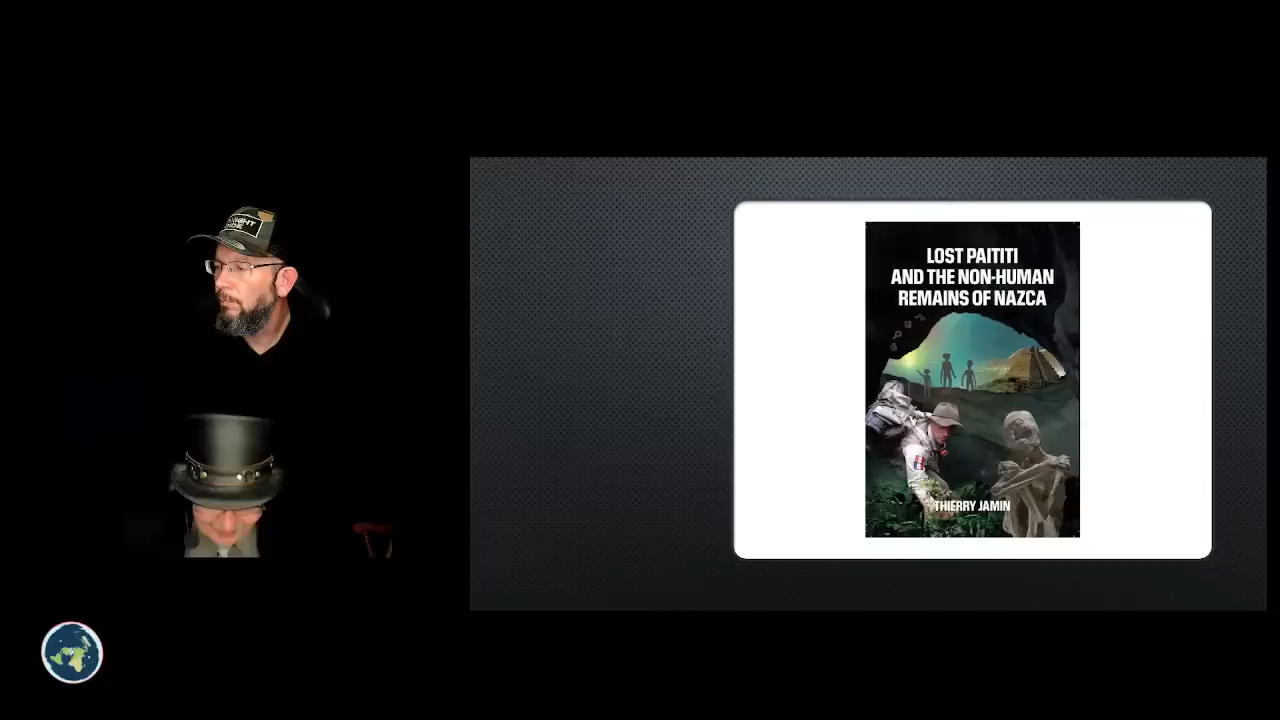 LOST PAITITI
AND THE NON-HUMAN
REMAINS OF NAZCA
THIERRY JAMIN